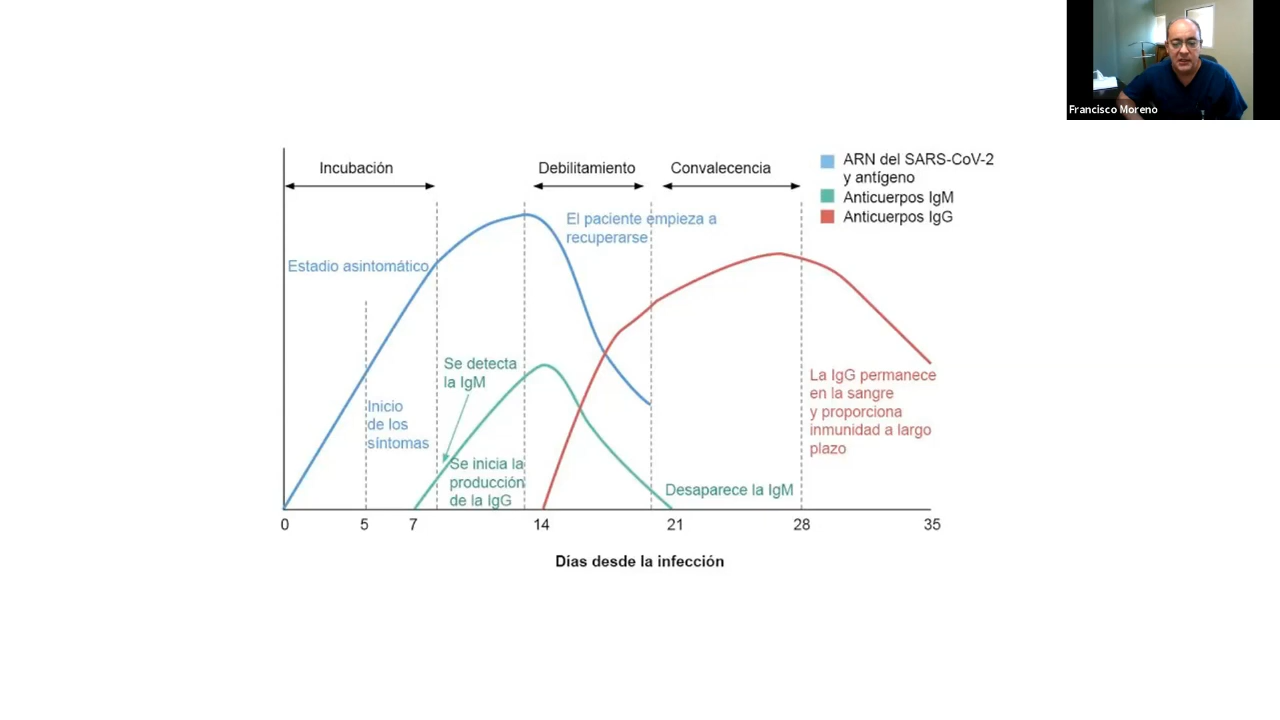 Francisco Moreno
Incubación
Debilitamiento
Convalecencia
ARN del SARS-CoV-2
y antígeno
Anticuerpos IgM
Anticuerpos IgG
El paciente empieza a
recuperarse
Estadio asintomático
Se detecta
la IgM
Inicio
de los
síntomas
Se inicia la
producción
de la IgG
La IgG permanece
en la sangre
y proporciona
inmunidad a largo
plazo
Desaparece la IgM
0 5 7 14 21 28 35
Días desde la infección